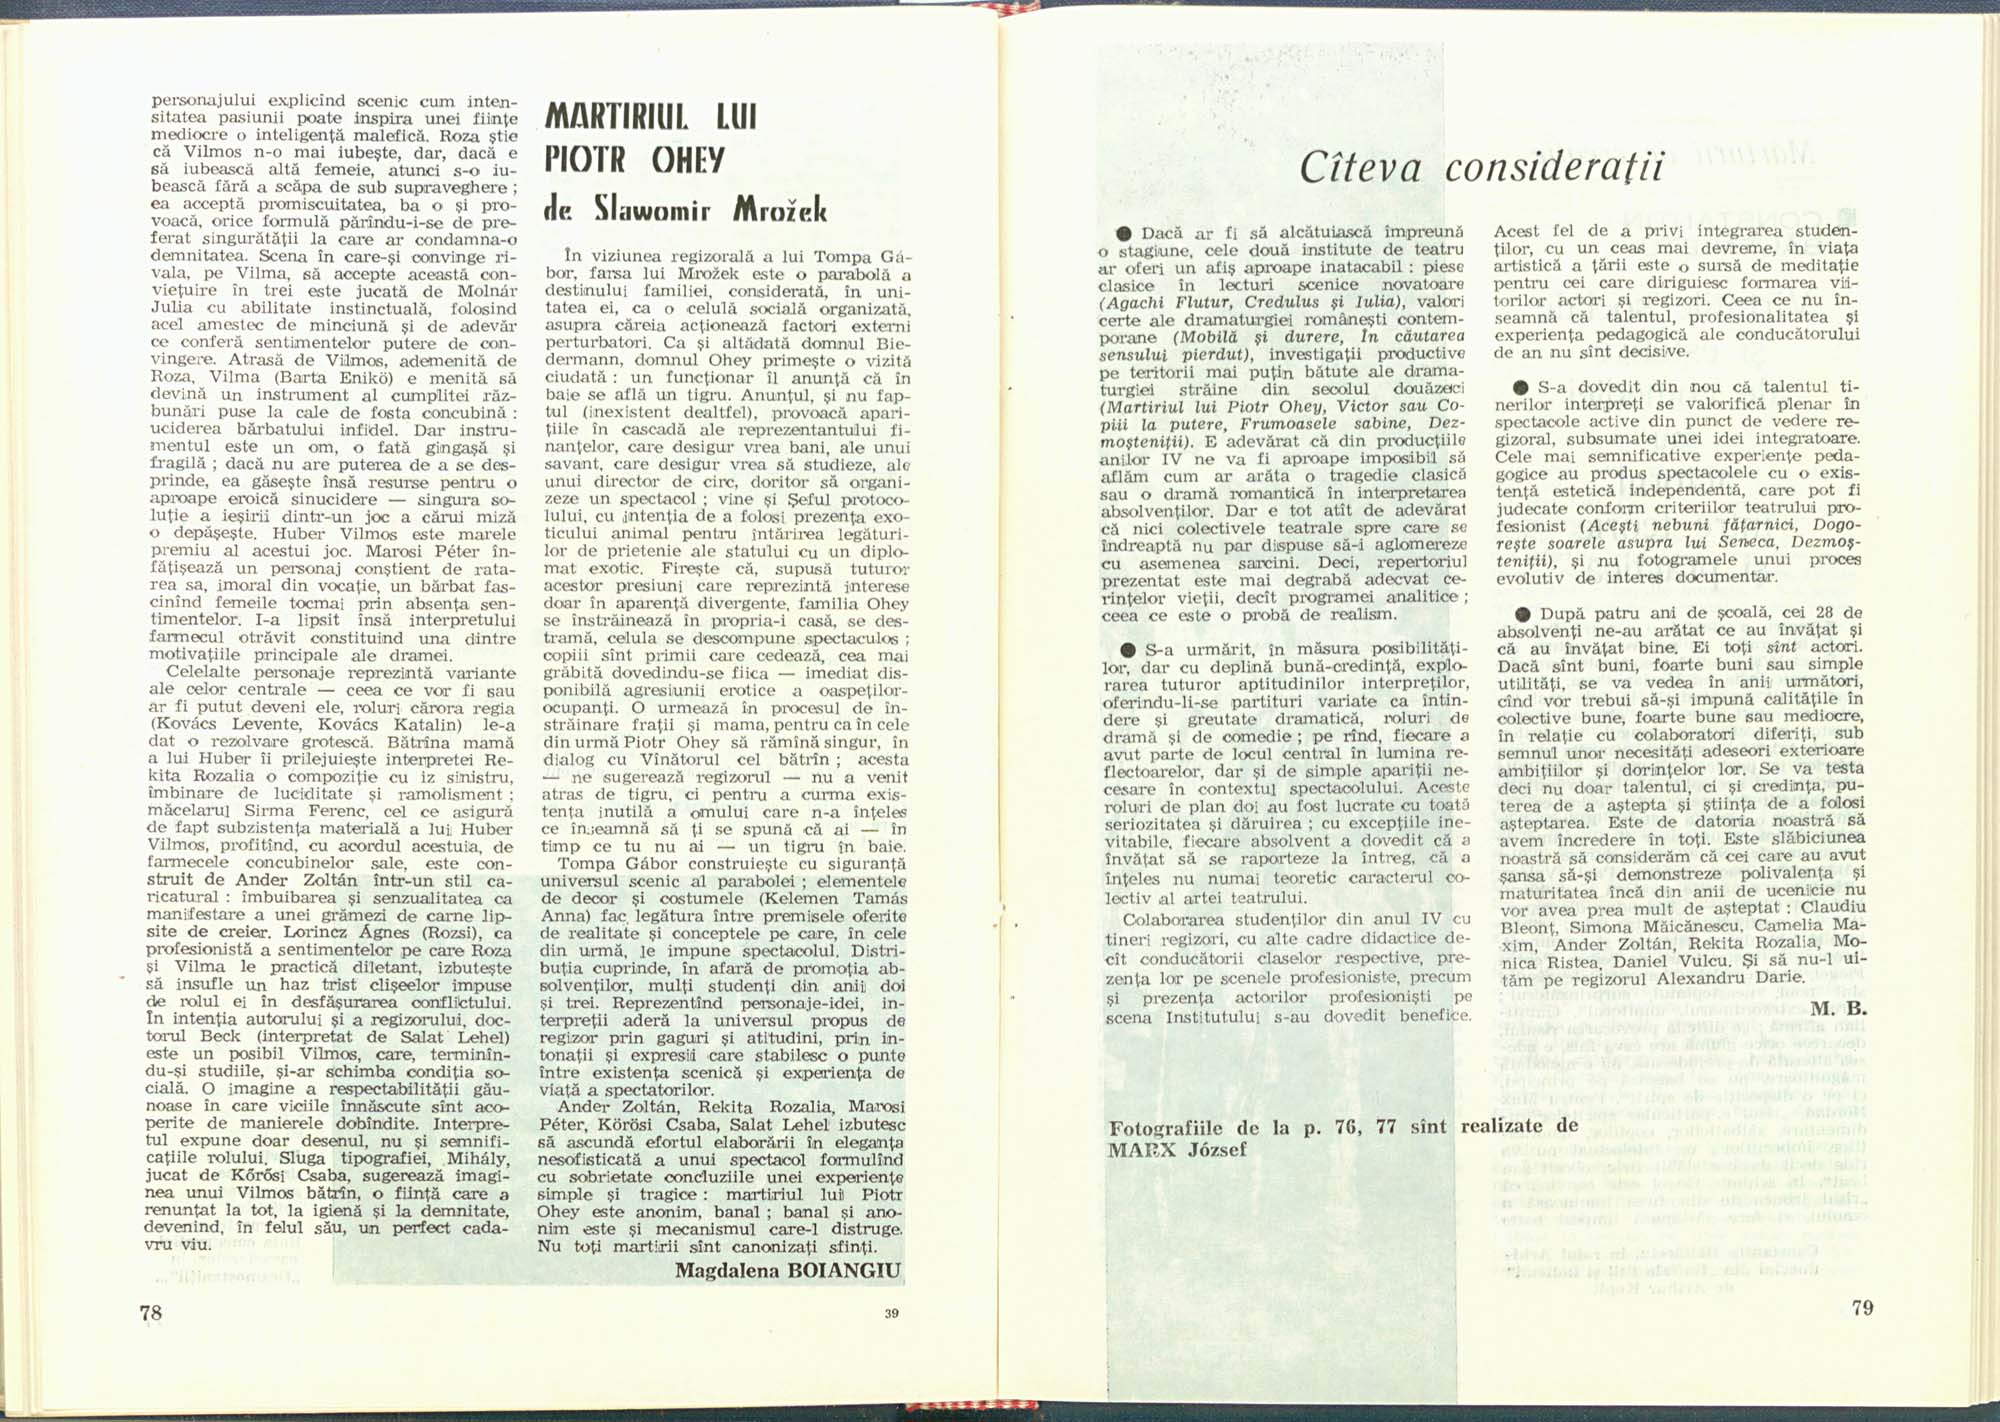 personajului explicînd scenic cum inten-
sitatea pasiunii poate inspira unei ființe
mediocre o inteligență malefică. Roza știe
că Vilmos n-o mai iubește, dar, dacă e
să iubească altă femeie, atunci s-o iu-
bească fără a scăpa de sub supraveghere ;
ea acceptă promiscuitatea, ba o și pro-
voacă, orice formulă părîndu-i-se de pre-
ferat singurătății la care ar condamna-o
demnitatea. Scena în care-și convinge ri-
vala, pe Vilma, să accepte această con-
viețuire în trei este jucată de Molnár
Julia cu abilitate instinctuală, folosind
acel amestec de minciună și de adevăr
ce conferă sentimentelor putere de con-
vingere. Atrasă de Vilmos, ademenită de
Roza, Vilma (Barta Enikö) e menită să
devină un instrument al cumplitei răz-
bunări puse la cale de fosta concubină :
uciderea bărbatului infidel. Dar instru-
mentul este un om, o fată gingașă și
fragilă ; dacă nu are puterea de a se des-
prinde, ea găsește însă resurse pentru o
aproape eroică sinucidere — singura so-
luție a ieșirii dintr-un joc a cărui miză
o depășește. Huber Vilmos este marele
premiu al acestui joc. Marosi Péter în-
fățișează un personaj conștient de rata-
rea sa, imoral din vocație, un bărbat fas-
cinînd femeile tocmai prin absența sen-
timentelor. I-a lipsit însă interpretului
farmecul otrăvit constituind una dintre
motivațiile principale ale dramei.
Celelalte personaje reprezintă variante
ale celor centrale — ceea ce vor fi sau
ar fi putut deveni ele, roluri cărora regia
(Kovács Levente, Kovács Katalin) le-a
dat o rezolvare grotescă. Bătrîna mamă
a lui Huber îi prilejuiește interpretei Re-
kita Rozalia o compoziție cu iz sinistru,
îmbinare de luciditate și ramolisment ;
măcelarul Sirma Ferenc, cel ce asigură
de fapt subzistența materială a lui Huber
Vilmos, profitînd, cu acordul acestuia, de
farmecele concubinelor sale, este con-
struit de Ander Zoltán într-un stil ca-
ricatural : îmbuibarea și senzualitatea ca
manifestare a unei grămezi de carne lip-
site de creier. Lorincz Ágnes (Rozsi), ca
profesionistă a sentimentelor pe care Roza
și Vilma le practică diletant, izbutește
să insufle un haz trist clișeelor impuse
de rolul ei în desfășurarea conflictului.
În intenția autorului și a regizorului, doc-
torul Beck (interpretat de Salat Lehel)
este un posibil Vilmos, care, terminîn-
du-și studiile, și-ar schimba condiția so-
cială. O imagine a respectabilității gău-
noase în care viciile înnăscute sînt aco-
perite de manierele dobîndite. Interpre-
tul expune doar desenul, nu și semnifi-
cațiile rolului. Sluga tipografiei, Mihály,
jucat de Kőrősi Csaba, sugerează imagi-
nea unui Vilmos bătrîn, o ființă care a
renunțat la tot, la igienă și la demnitate,
devenind, în felul său, un perfect cada-
vru viu.
MARTIRIUL LUI
PIOTR OHEY
de Slawomir Mrožek
În viziunea regizorală a lui Tompa Gá-
bor, farsa lui Mrožek este o parabolă a
destinului familiei, considerată, în uni-
tatea ei, ca o celulă socială organizată,
asupra căreia acționează factori externi
perturbatori. Ca și altădată domnul Bie-
dermann, domnul Ohey primește o vizită
ciudată : un funcționar îl anunță că în
baie se află un tigru. Anunțul, și nu fap-
tul (inexistent dealtfel), provoacă apari-
țiile în cascadă ale reprezentantului fi-
nanțelor, care desigur vrea bani, ale unui
savant, care desigur vrea să studieze, ale
unui director de circ, doritor să organi-
zeze un spectacol ; vine și Șeful protoco-
lului, cu intenția de a folosi prezența exo-
ticului animal pentru întărirea legături-
lor de prietenie ale statului cu un diplo-
mat exotic. Firește că, supusă tuturor
acestor presiuni care reprezintă interese
doar în aparență divergente, familia Ohey
se înstrăinează în propria-i casă, se des-
tramă, celula se descompune spectaculos ;
copiii sînt primii care cedează, cea mai
grăbită dovedindu-se fiica — imediat dis-
ponibilă agresiunii erotice a oaspeților-
ocupanți. O urmează în procesul de în-
străinare frații și mama, pentru ca în cele
din urmă Piotr Ohey să rămînă singur, în
dialog cu Vînătorul cel bătrîn ; acesta
— ne sugerează regizorul — nu a venit
atras de tigru, ci pentru a curma exis-
tența inutilă a omului care n-a înțeles
ce înseamnă să ți se spună că ai — în
timp ce tu nu ai — un tigru în baie.
Tompa Gábor construiește cu siguranță
universul scenic al parabolei ; elementele
de decor și costumele (Kelemen Tamás
Anna) fac legătura între premisele oferite
de realitate și conceptele pe care, în cele
din urmă, le impune spectacolul. Distri-
buția cuprinde, în afară de promoția ab-
solvenților, mulți studenți din anii doi
și trei. Reprezentînd personaje-idei, in-
terpreții aderă la universul propus de
regizor prin gaguri și atitudini, prin in-
tonații și expresii care stabilesc o punte
între existența scenică și experiența de
viață a spectatorilor.
Ander Zoltán, Rekita Rozalia, Marosi
Péter, Körösi Csaba, Salat Lehel izbutesc
să ascundă efortul elaborării în eleganța
nesofisticată a unui spectacol formulînd
cu sobrietate concluziile unei experiențe
simple și tragice : martiriul lui Piotr
Ohey este anonim, banal ; banal și ano-
nim este și mecanismul care-l distruge.
Nu toți martirii sînt canonizați sfinți.
Magdalena BOIANGIU
78
39
Cîteva considerații
● Dacă ar fi să alcătuiască împreună
o stagiune, cele două institute de teatru
ar oferi un afiș aproape inatacabil : piese
clasice în lecturi scenice novatoare
(Agachi Flutur, Credulus și Iulia), valori
certe ale dramaturgiei românești contem-
porane (Mobilă și durere, În căutarea
sensului pierdut), investigații productive
pe teritorii mai puțin bătute ale drama-
turgiei străine din secolul douăzeci
(Martiriul lui Piotr Ohey, Victor sau Co-
piii la putere, Frumoasele sabine, Dez-
moșteniții). E adevărat că din producțiile
anilor IV ne va fi aproape imposibil să
aflăm cum ar arăta o tragedie clasică
sau o dramă romantică în interpretarea
absolvenților. Dar e tot atît de adevărat
că nici colectivele teatrale spre care se
îndreaptă nu par dispuse să-i aglomereze
cu asemenea sarcini. Deci, repertoriul
prezentat este mai degrabă adecvat ce-
rințelor vieții, decît programei analitice ;
ceea ce este o probă de realism.
● S-a urmărit, în măsura posibilități-
lor, dar cu deplină bună-credință, explo-
rarea tuturor aptitudinilor interpreților,
oferindu-li-se partituri variate ca întin-
dere și greutate dramatică, roluri de
dramă și de comedie ; pe rînd, fiecare a
avut parte de locul central în lumina re-
flectoarelor, dar și de simple apariții ne-
cesare în contextul spectacolului. Aceste
roluri de plan doi au fost lucrate cu toată
seriozitatea și dăruirea ; cu excepțiile ine-
vitabile, fiecare absolvent a dovedit că a
învățat să se raporteze la întreg, că a
înțeles nu numai teoretic caracterul co-
lectiv al artei teatrului.
Colaborarea studenților din anul IV cu
tineri regizori, cu alte cadre didactice de-
cît conducătorii claselor respective, pre-
zența lor pe scenele profesioniste, precum
și prezența actorilor profesioniști pe
scena Institutului s-au dovedit benefice.
Acest fel de a privi integrarea studen-
ților, cu un ceas mai devreme, în viața
artistică a țării este o sursă de meditație
pentru cei care diriguiesc formarea vii-
torilor actori și regizori. Ceea ce nu în-
seamnă că talentul, profesionalitatea și
experiența pedagogică ale conducătorului
de an nu sînt decisive.
● S-a dovedit din nou că talentul ti-
nerilor interpreți se valorifică plenar în
spectacole active din punct de vedere re-
gizoral, subsumate unei idei integratoare.
Cele mai semnificative experiențe peda-
gogice au produs spectacolele cu o exis-
tență estetică independentă, care pot fi
judecate conform criteriilor teatrului pro-
fesionist (Acești nebuni fățarnici, Dogo-
rește soarele asupra lui Seneca, Dezmoș-
teniții), și nu fotogramele unui proces
evolutiv de interes documentar.
● După patru ani de școală, cei 28 de
absolvenți ne-au arătat ce au învățat și
că au învățat bine. Ei toți sînt actori.
Dacă sînt buni, foarte buni sau simple
utilități, se va vedea în anii următori,
cînd vor trebui să-și impună calitățile în
colective bune, foarte bune sau mediocre,
în relație cu colaboratori diferiți, sub
semnul unor necesități adeseori exterioare
ambițiilor și dorințelor lor. Se va testa
deci nu doar talentul, ci și credința, pu-
terea de a aștepta și știința de a folosi
așteptarea. Este de datoria noastră să
avem încredere în toți. Este slăbiciunea
noastră să considerăm că cei care au avut
șansa să-și demonstreze polivalența și
maturitatea încă din anii de ucenicie nu
vor avea prea mult de așteptat : Claudiu
Bleonț, Simona Măicănescu, Camelia Ma-
xim, Ander Zoltán, Rekita Rozalia, Mo-
nica Ristea, Daniel Vulcu. Și să nu-l ui-
tăm pe regizorul Alexandru Darie.
M. B.
Fotografiile de la p. 76, 77 sînt realizate de
MARX József
79